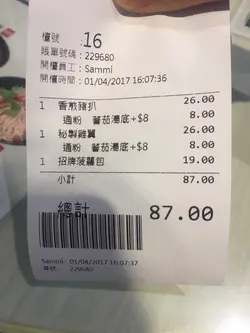 檯號 :16
賬單號碼 : 229680
開檯員工 : Sammi
開檯時間 : 01/04/2017 16:07:36
1 香煎豬扒 26.00
通粉 蕃茄湯底+$8 8.00
1 秘製雞翼 26.00
通粉 蕃茄湯底+$8 8.00
1 招牌菠蘿包 19.00
小計 87.00
總計 87.00
Sammi 01/04/2017 16:07:37
單號 229680